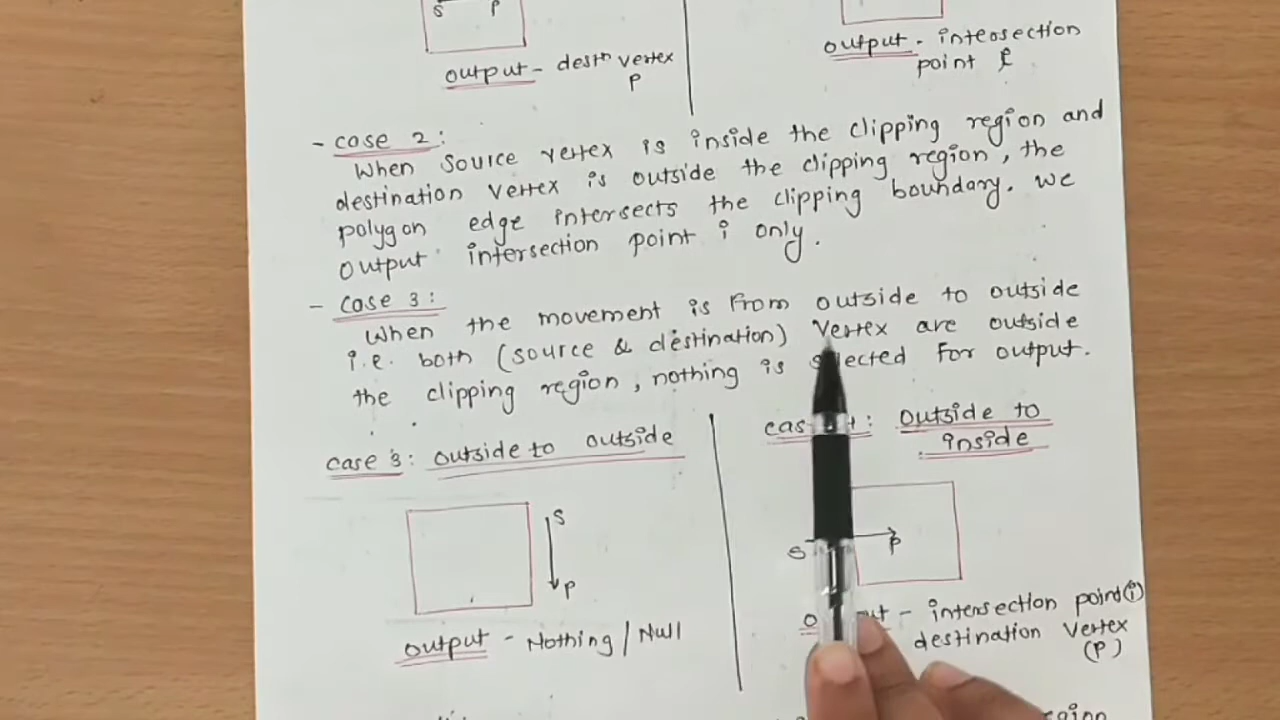 S P
output - destn vertex
P
output - intersection
point i
- case 2:
When source vertex is inside the clipping region and
destination vertex is outside the clipping region, the
polygon edge intersects the clipping boundary. We
output intersection point i only.
- case 3:
When the movement is from outside to outside
i.e. both (source & destination) vertex are outside
the clipping region, nothing is selected for output.
case 3: outside to outside
S
P
output - Nothing / Null
case 4: outside to
inside
S P
output - intersection point (i)
destination vertex
(P)